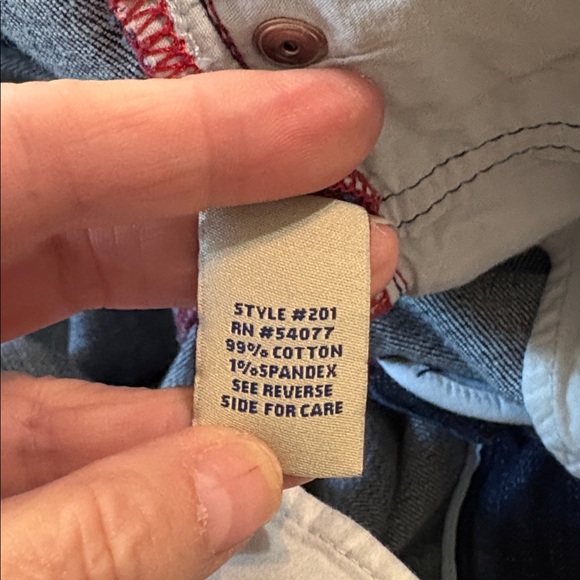 STYLE #201
RN #54077
99% COTTON
1%SPANDEX
SEE REVERSE
SIDE FOR CARE